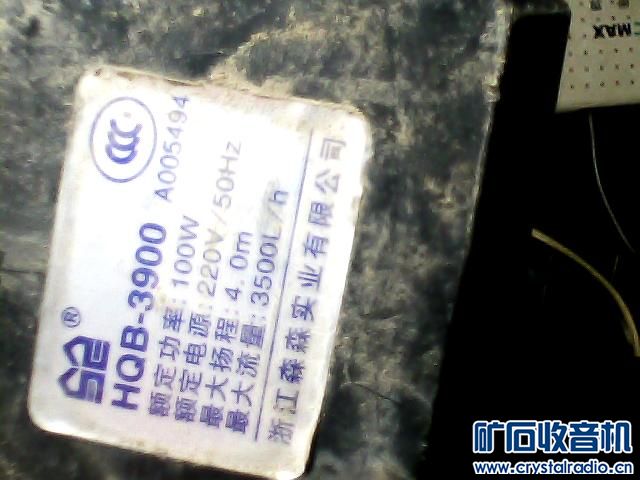 CCC
A005494
HQB-3900
额定功率:100W
额定电源:220V/50Hz
最大扬程:4.0m
最大流量:3500L/h
浙江森森实业有限公司
®
MAX
矿石收音机
www.crystalradio.cn